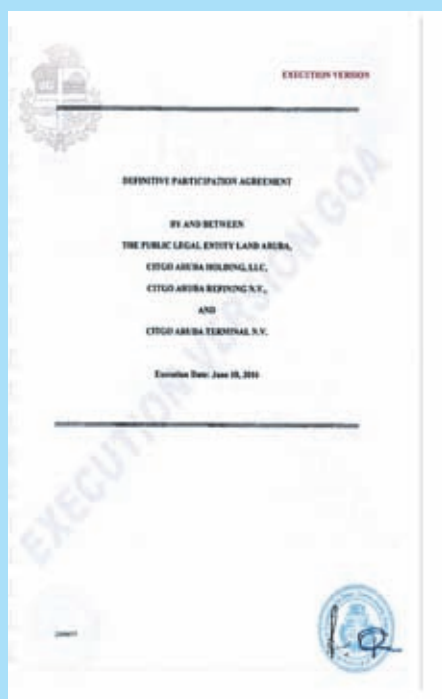 EXECUTION VERSION
DEFINITIVE PARTICIPATION AGREEMENT
BY AND BETWEEN
THE PUBLIC LEGAL ENTITY LAND ARUBA,
CITGO ARUBA HOLDING, LLC,
CITGO ARUBA REFINING N.V.,
AND
CITGO ARUBA TERMINAL N.V.
Execution Date: June 10, 2016
EXECUTION VERSION GOA